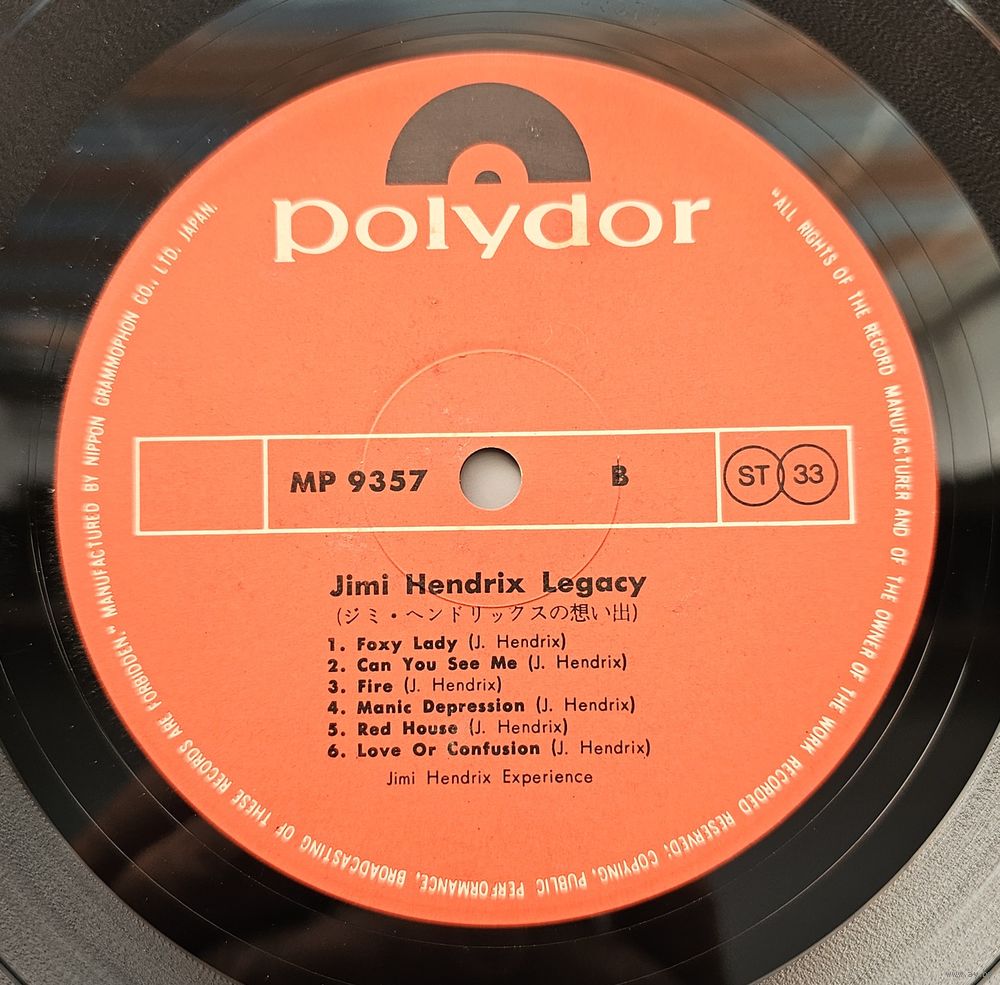 polydor
MP 9357
B
ST 33
Jimi Hendrix Legacy
(ジミ・ヘンドリックスの想い出)
1. Foxy Lady (J. Hendrix)
2. Can You See Me (J. Hendrix)
3. Fire (J. Hendrix)
4. Manic Depression (J. Hendrix)
5. Red House (J. Hendrix)
6. Love Or Confusion (J. Hendrix)
Jimi Hendrix Experience
"ALL RIGHTS OF THE RECORD MANUFACTURER AND OF THE OWNER OF THE WORK RECORDED RESERVED; COPYING, PUBLIC PERFORMANCE, BROADCASTING OF THESE RECORDS ARE FORBIDDEN." MANUFACTURED BY NIPPON GRAMMOPHON CO., LTD. JAPAN.